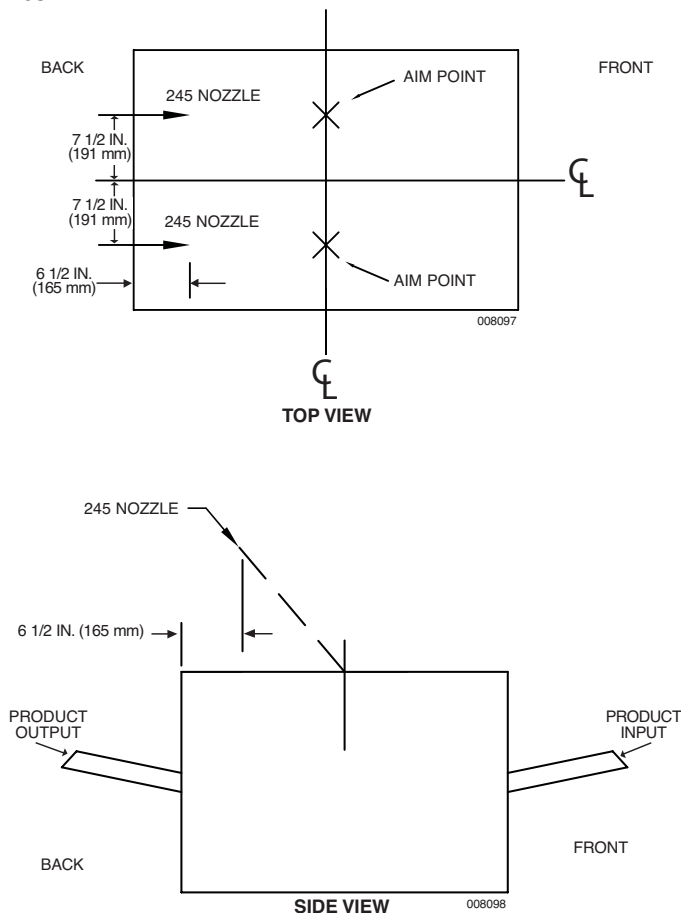 BACK
FRONT
AIM POINT
245 NOZZLE
7 1/2 IN.
(191 mm)
℄
7 1/2 IN.
(191 mm)
245 NOZZLE
6 1/2 IN.
(165 mm)
AIM POINT
008097
℄
TOP VIEW
245 NOZZLE
6 1/2 IN. (165 mm)
PRODUCT
OUTPUT
PRODUCT
INPUT
BACK
FRONT
SIDE VIEW
008098